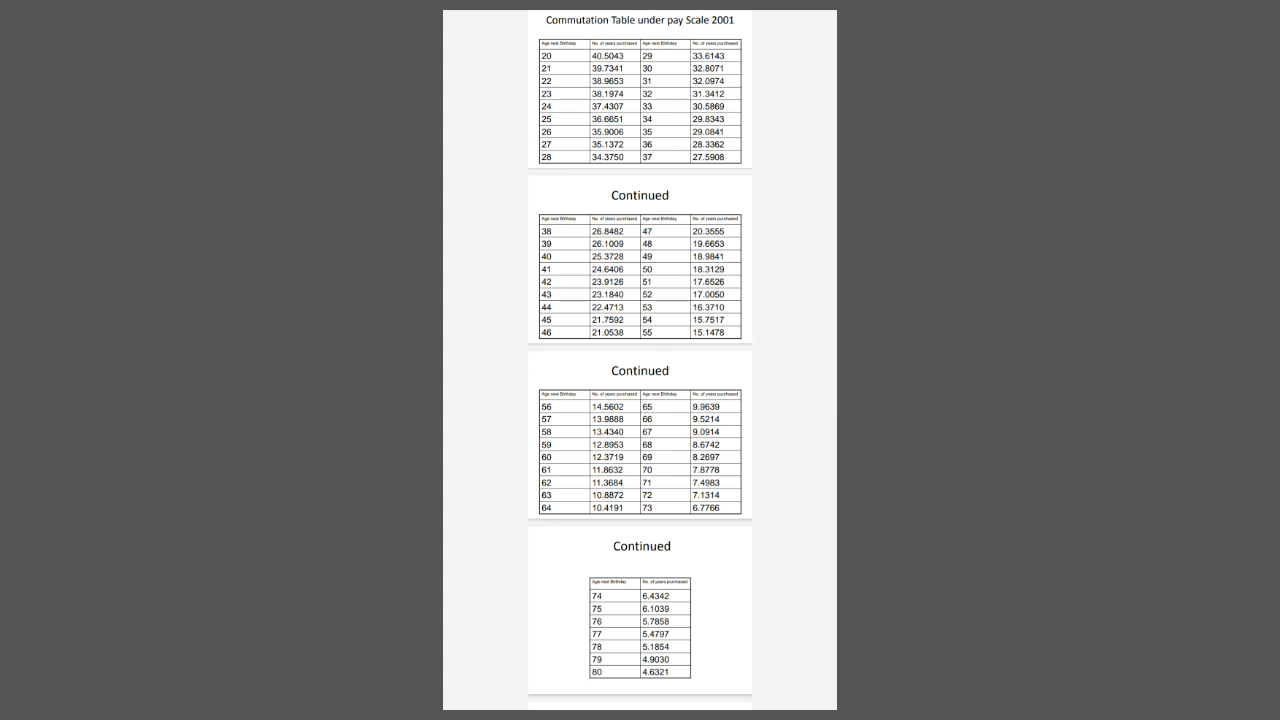 Commutation Table under pay Scale 2001
Age next Birthday No. of years purchased Age next Birthday No. of years purchased
20 40.5043 29 33.6143
21 39.7341 30 32.8071
22 38.9653 31 32.0974
23 38.1974 32 31.3412
24 37.4307 33 30.5869
25 36.6651 34 29.8343
26 35.9006 35 29.0841
27 35.1372 36 28.3362
28 34.3750 37 27.5908
Continued
Age next Birthday No. of years purchased Age next Birthday No. of years purchased
38 26.8482 47 20.3555
39 26.1009 48 19.6653
40 25.3728 49 18.9841
41 24.6406 50 18.3129
42 23.9126 51 17.6526
43 23.1840 52 17.0050
44 22.4713 53 16.3710
45 21.7592 54 15.7517
46 21.0538 55 15.1478
Continued
Age next Birthday No. of years purchased Age next Birthday No. of years purchased
56 14.5602 65 9.9639
57 13.9888 66 9.5214
58 13.4340 67 9.0914
59 12.8953 68 8.6742
60 12.3719 69 8.2697
61 11.8632 70 7.8778
62 11.3684 71 7.4983
63 10.8872 72 7.1314
64 10.4191 73 6.7766
Continued
Age next Birthday No. of years purchased
74 6.4342
75 6.1039
76 5.7858
77 5.4797
78 5.1854
79 4.9030
80 4.6321